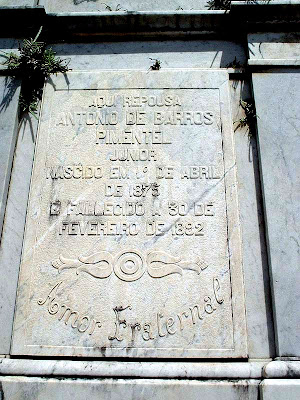 AQUI REPOUSA
ANTONIO DE BARROS
PIMENTEL
JUNIOR
NASCIDO EM 1º DE ABRIL
DE 1875
E FALLECIDO A 30 DE
FEVEREIRO DE 1892
Amor Fraternal